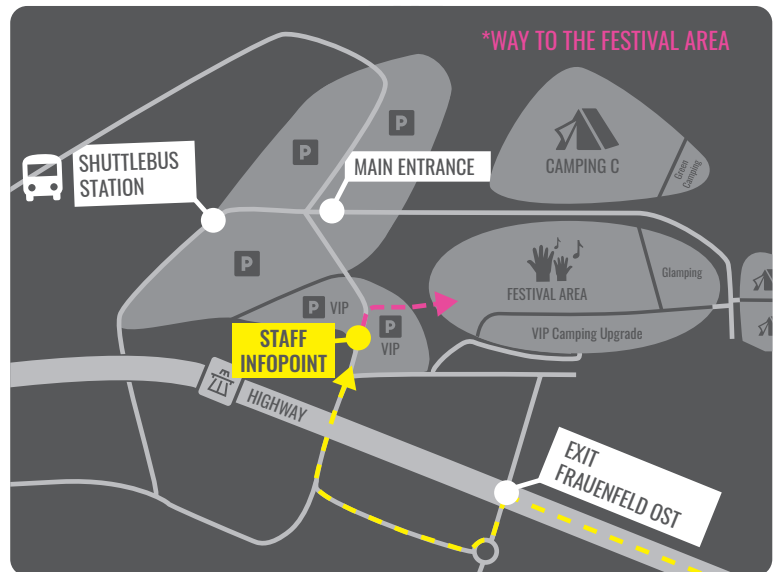 *WAY TO THE FESTIVAL AREA
P
P
SHUTTLEBUS
STATION
MAIN ENTRANCE
CAMPING C
Green
Camping
P
P VIP
P
VIP
FESTIVAL AREA
Glamping
VIP Camping Upgrade
STAFF
INFOPOINT
HIGHWAY
EXIT
FRAUENFELD OST